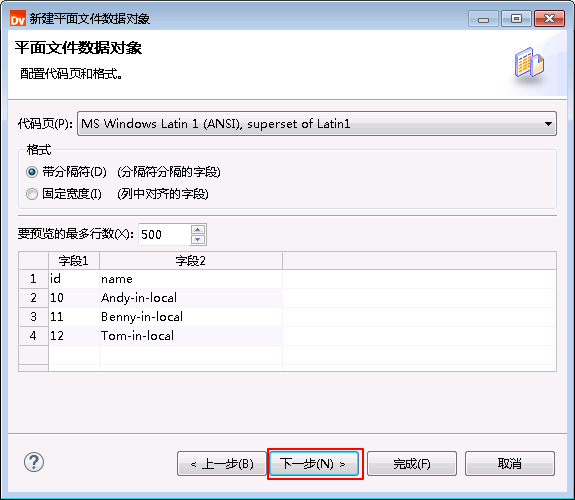 Dv 新建平面文件数据对象
平面文件数据对象
配置代码页和格式。
代码页(P): MS Windows Latin 1 (ANSI), superset of Latin1
格式
带分隔符(D) (分隔符分隔的字段)
固定宽度(I) (列中对齐的字段)
要预览的最多行数(X): 500
字段1 字段2
1 id name
2 10 Andy-in-local
3 11 Benny-in-local
4 12 Tom-in-local
? < 上一步(B) 下一步(N) > 完成(F) 取消